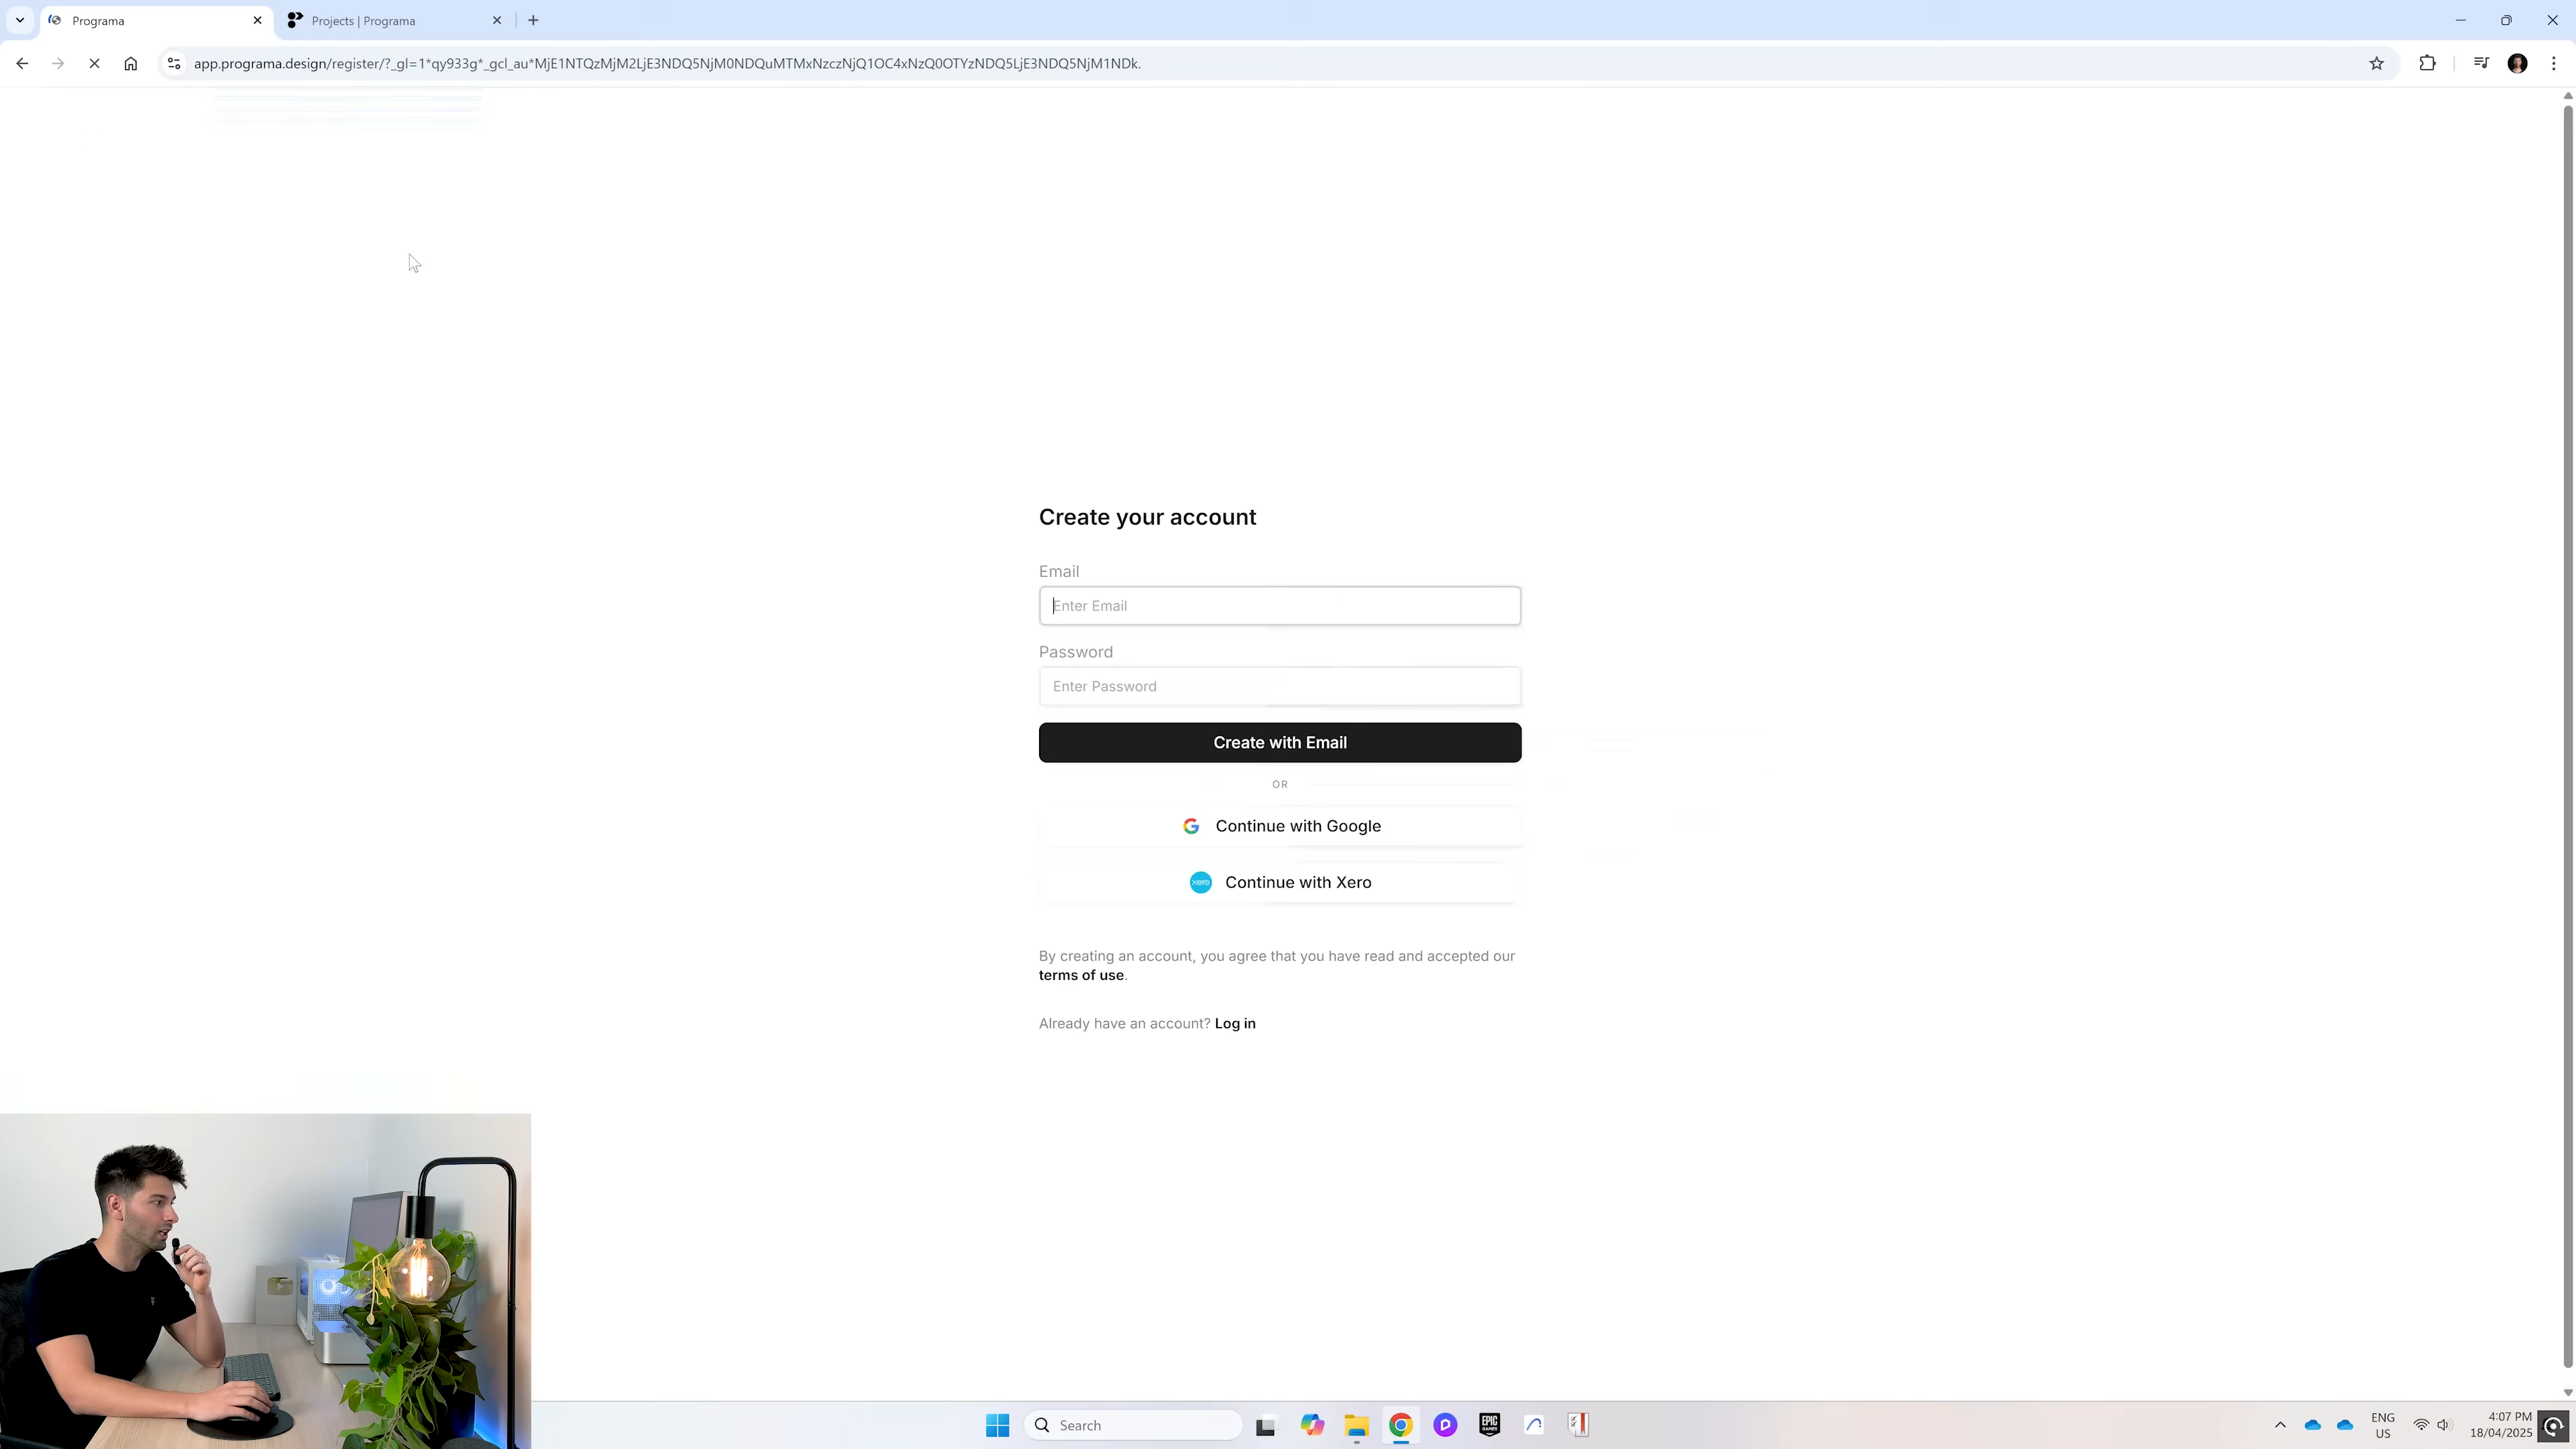 Programa
Projects | Programa
app.programa.design/register/?_gl=1*qy933g*_gcl_au*MjE1NTQzMjM2LjE3NDQ5NjM0NDQuMTMxNzczNjQ1OC4xNzQ0OTYzNDQ5LjE3NDQ5NjM1NDk.
Create your account
Email
Enter Email
Password
Enter Password
Create with Email
OR
Continue with Google
xero Continue with Xero
By creating an account, you agree that you have read and accepted our
terms of use.
Already have an account? Log in
Search
EPIC
GAMES
ENG
US
4:07 PM
18/04/2025